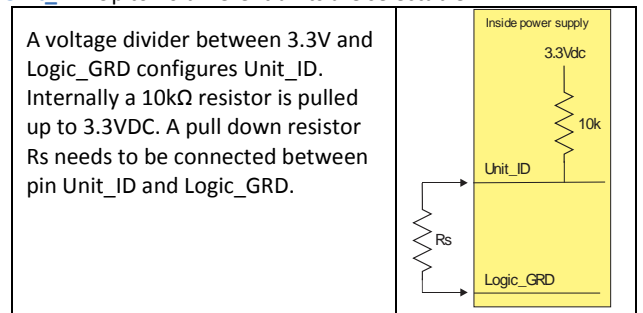 A voltage divider between 3.3V and
Logic_GRD configures Unit_ID.
Internally a 10kΩ resistor is pulled
up to 3.3VDC. A pull down resistor
Rs needs to be connected between
pin Unit_ID and Logic_GRD.
Inside power supply
3.3Vdc
10k
Unit_ID
Rs
Logic_GRD